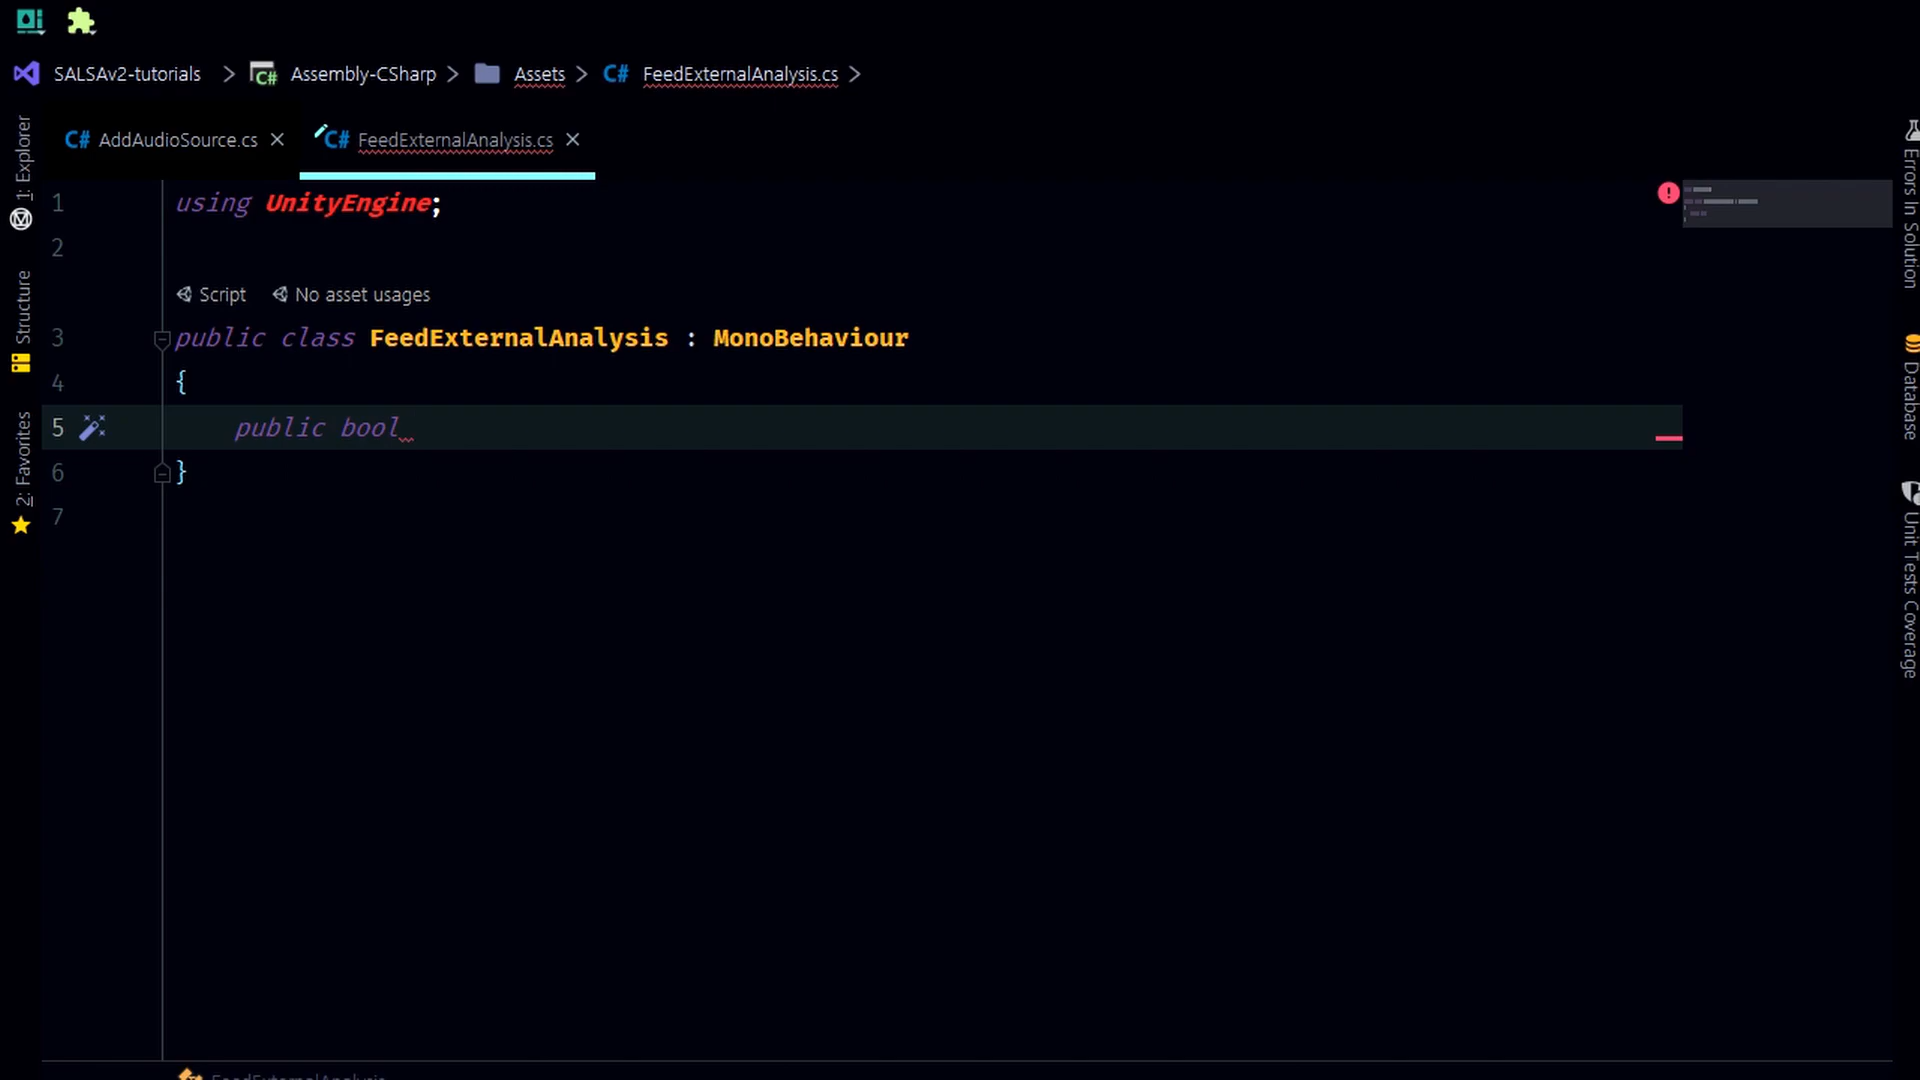 SALSAv2-tutorials > C# Assembly-CSharp > Assets > C# FeedExternalAnalysis.cs >
C# AddAudioSource.cs × C# FeedExternalAnalysis.cs ×
1: Explorer
Structure
2: Favorites
1 using UnityEngine;
2
Script No asset usages
3 public class FeedExternalAnalysis : MonoBehaviour
4 {
5 public bool
6 }
7
Errors In Solution
Database
Unit Tests Coverage
FeedExternalAnalysis